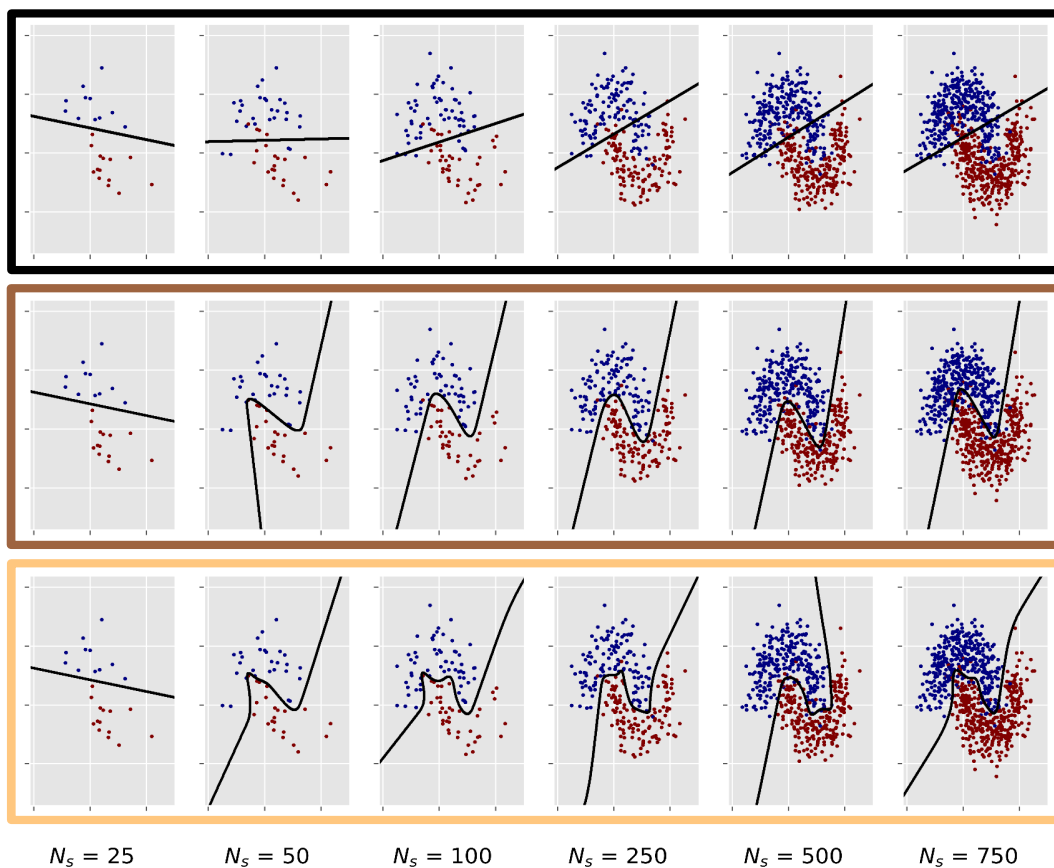 N_s = 25 N_s = 50 N_s = 100 N_s = 250 N_s = 500 N_s = 750